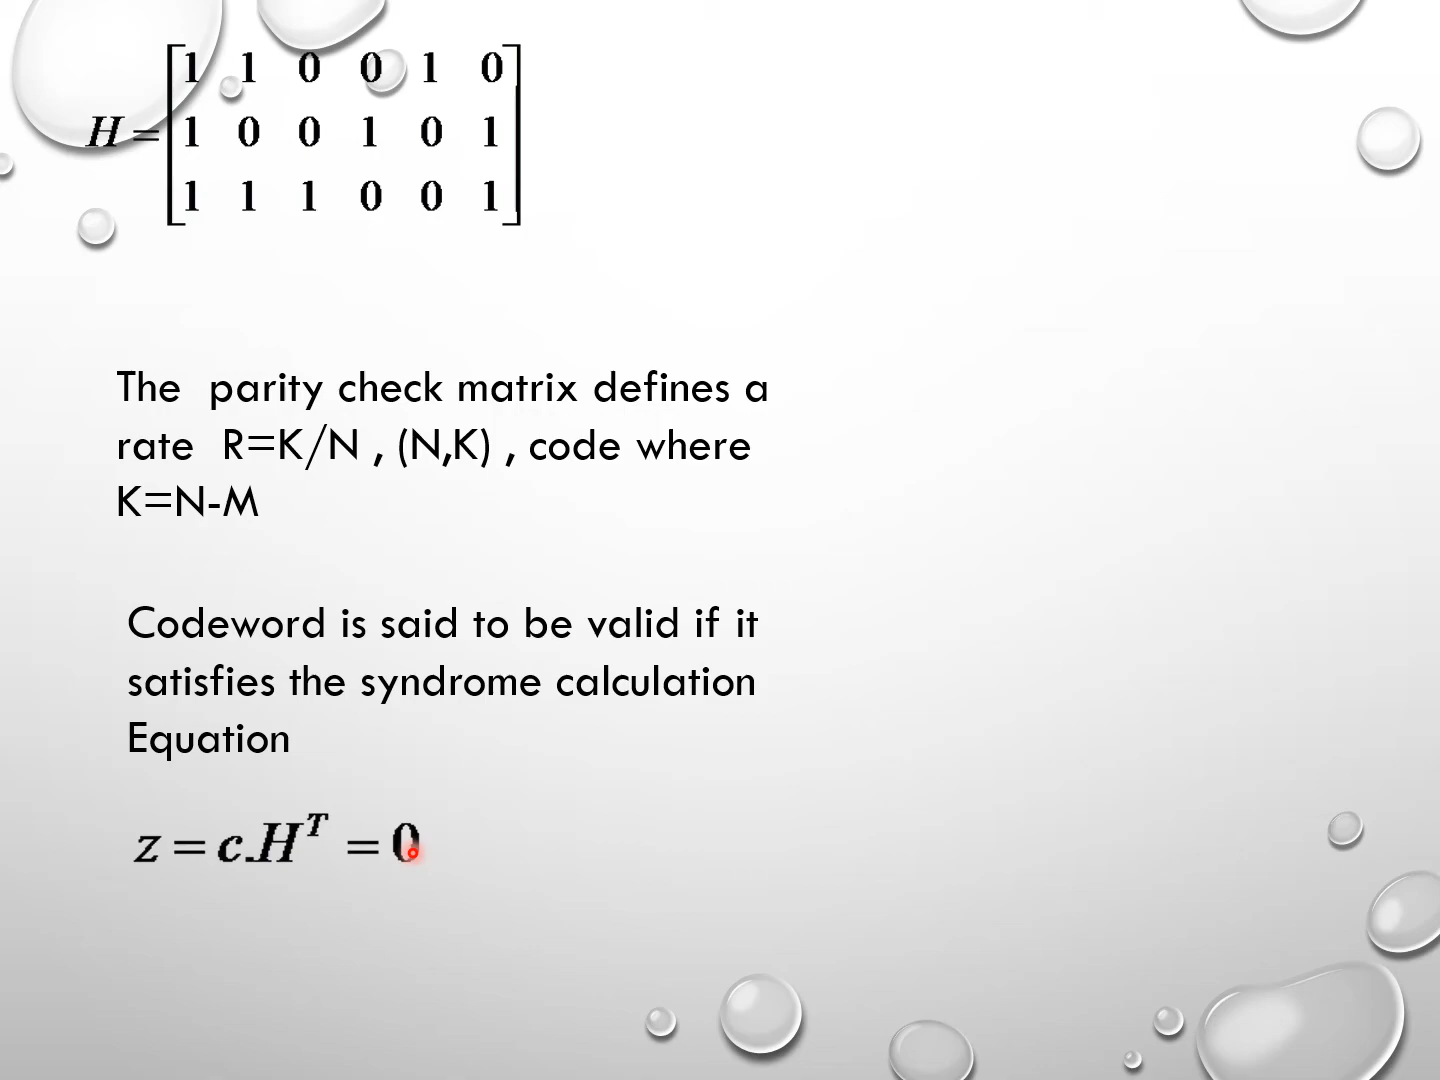 H = [1 1 0 0 1 0
1 0 0 1 0 1
1 1 1 0 0 1]
The parity check matrix defines a
rate R=K/N , (N,K) , code where
K=N-M
Codeword is said to be valid if it
satisfies the syndrome calculation
Equation
z = c.H^T = 0